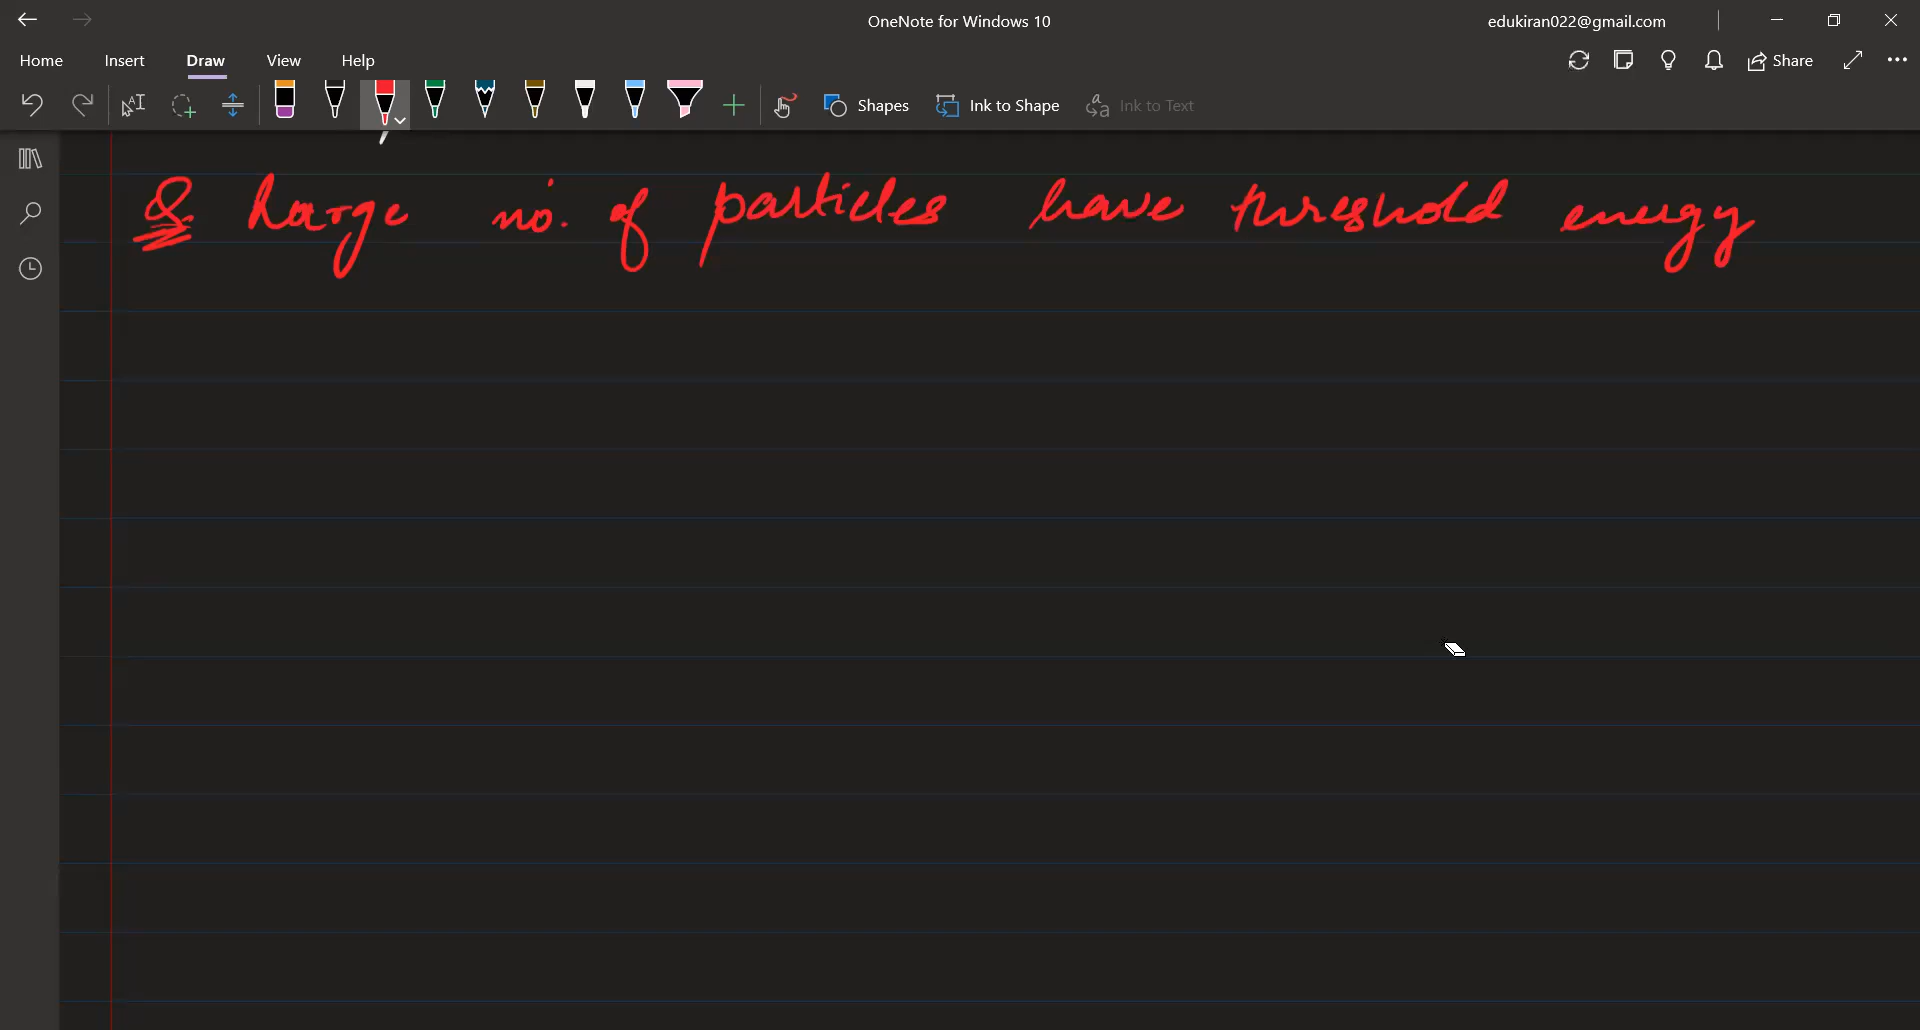 OneNote for Windows 10
edukiran022@gmail.com
Home Insert Draw View Help
Share
Shapes Ink to Shape Ink to Text
& Large no. of particles have threshold energy